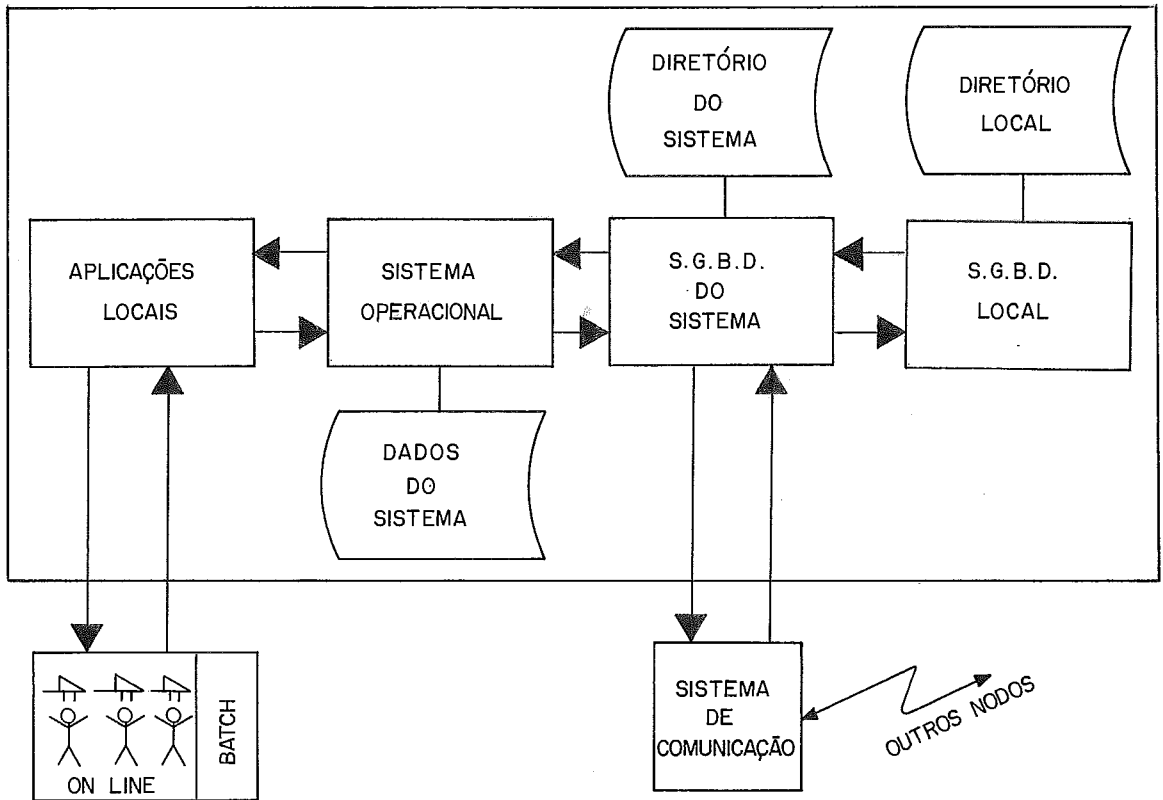 DIRETÓRIO
DO
SISTEMA
DIRETÓRIO
LOCAL
APLICAÇÕES
LOCAIS
SISTEMA
OPERACIONAL
S.G.B.D.
DO
SISTEMA
S.G.B.D.
LOCAL
DADOS
DO
SISTEMA
ON LINE
BATCH
SISTEMA
DE
COMUNICAÇÃO
OUTROS NODOS